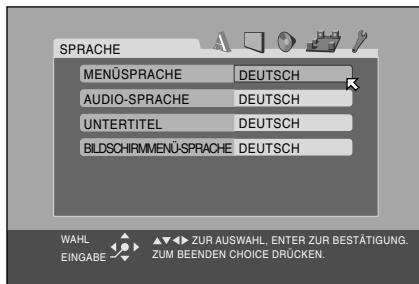 SPRACHE
MENÜSPRACHE DEUTSCH
AUDIO-SPRACHE DEUTSCH
UNTERTITEL DEUTSCH
BILDSCHIRMMENÜ-SPRACHE DEUTSCH
WAHL ▲▼◀▶ ZUR AUSWAHL, ENTER ZUR BESTÄTIGUNG.
EINGABE ZUM BEENDEN CHOICE DRÜCKEN.